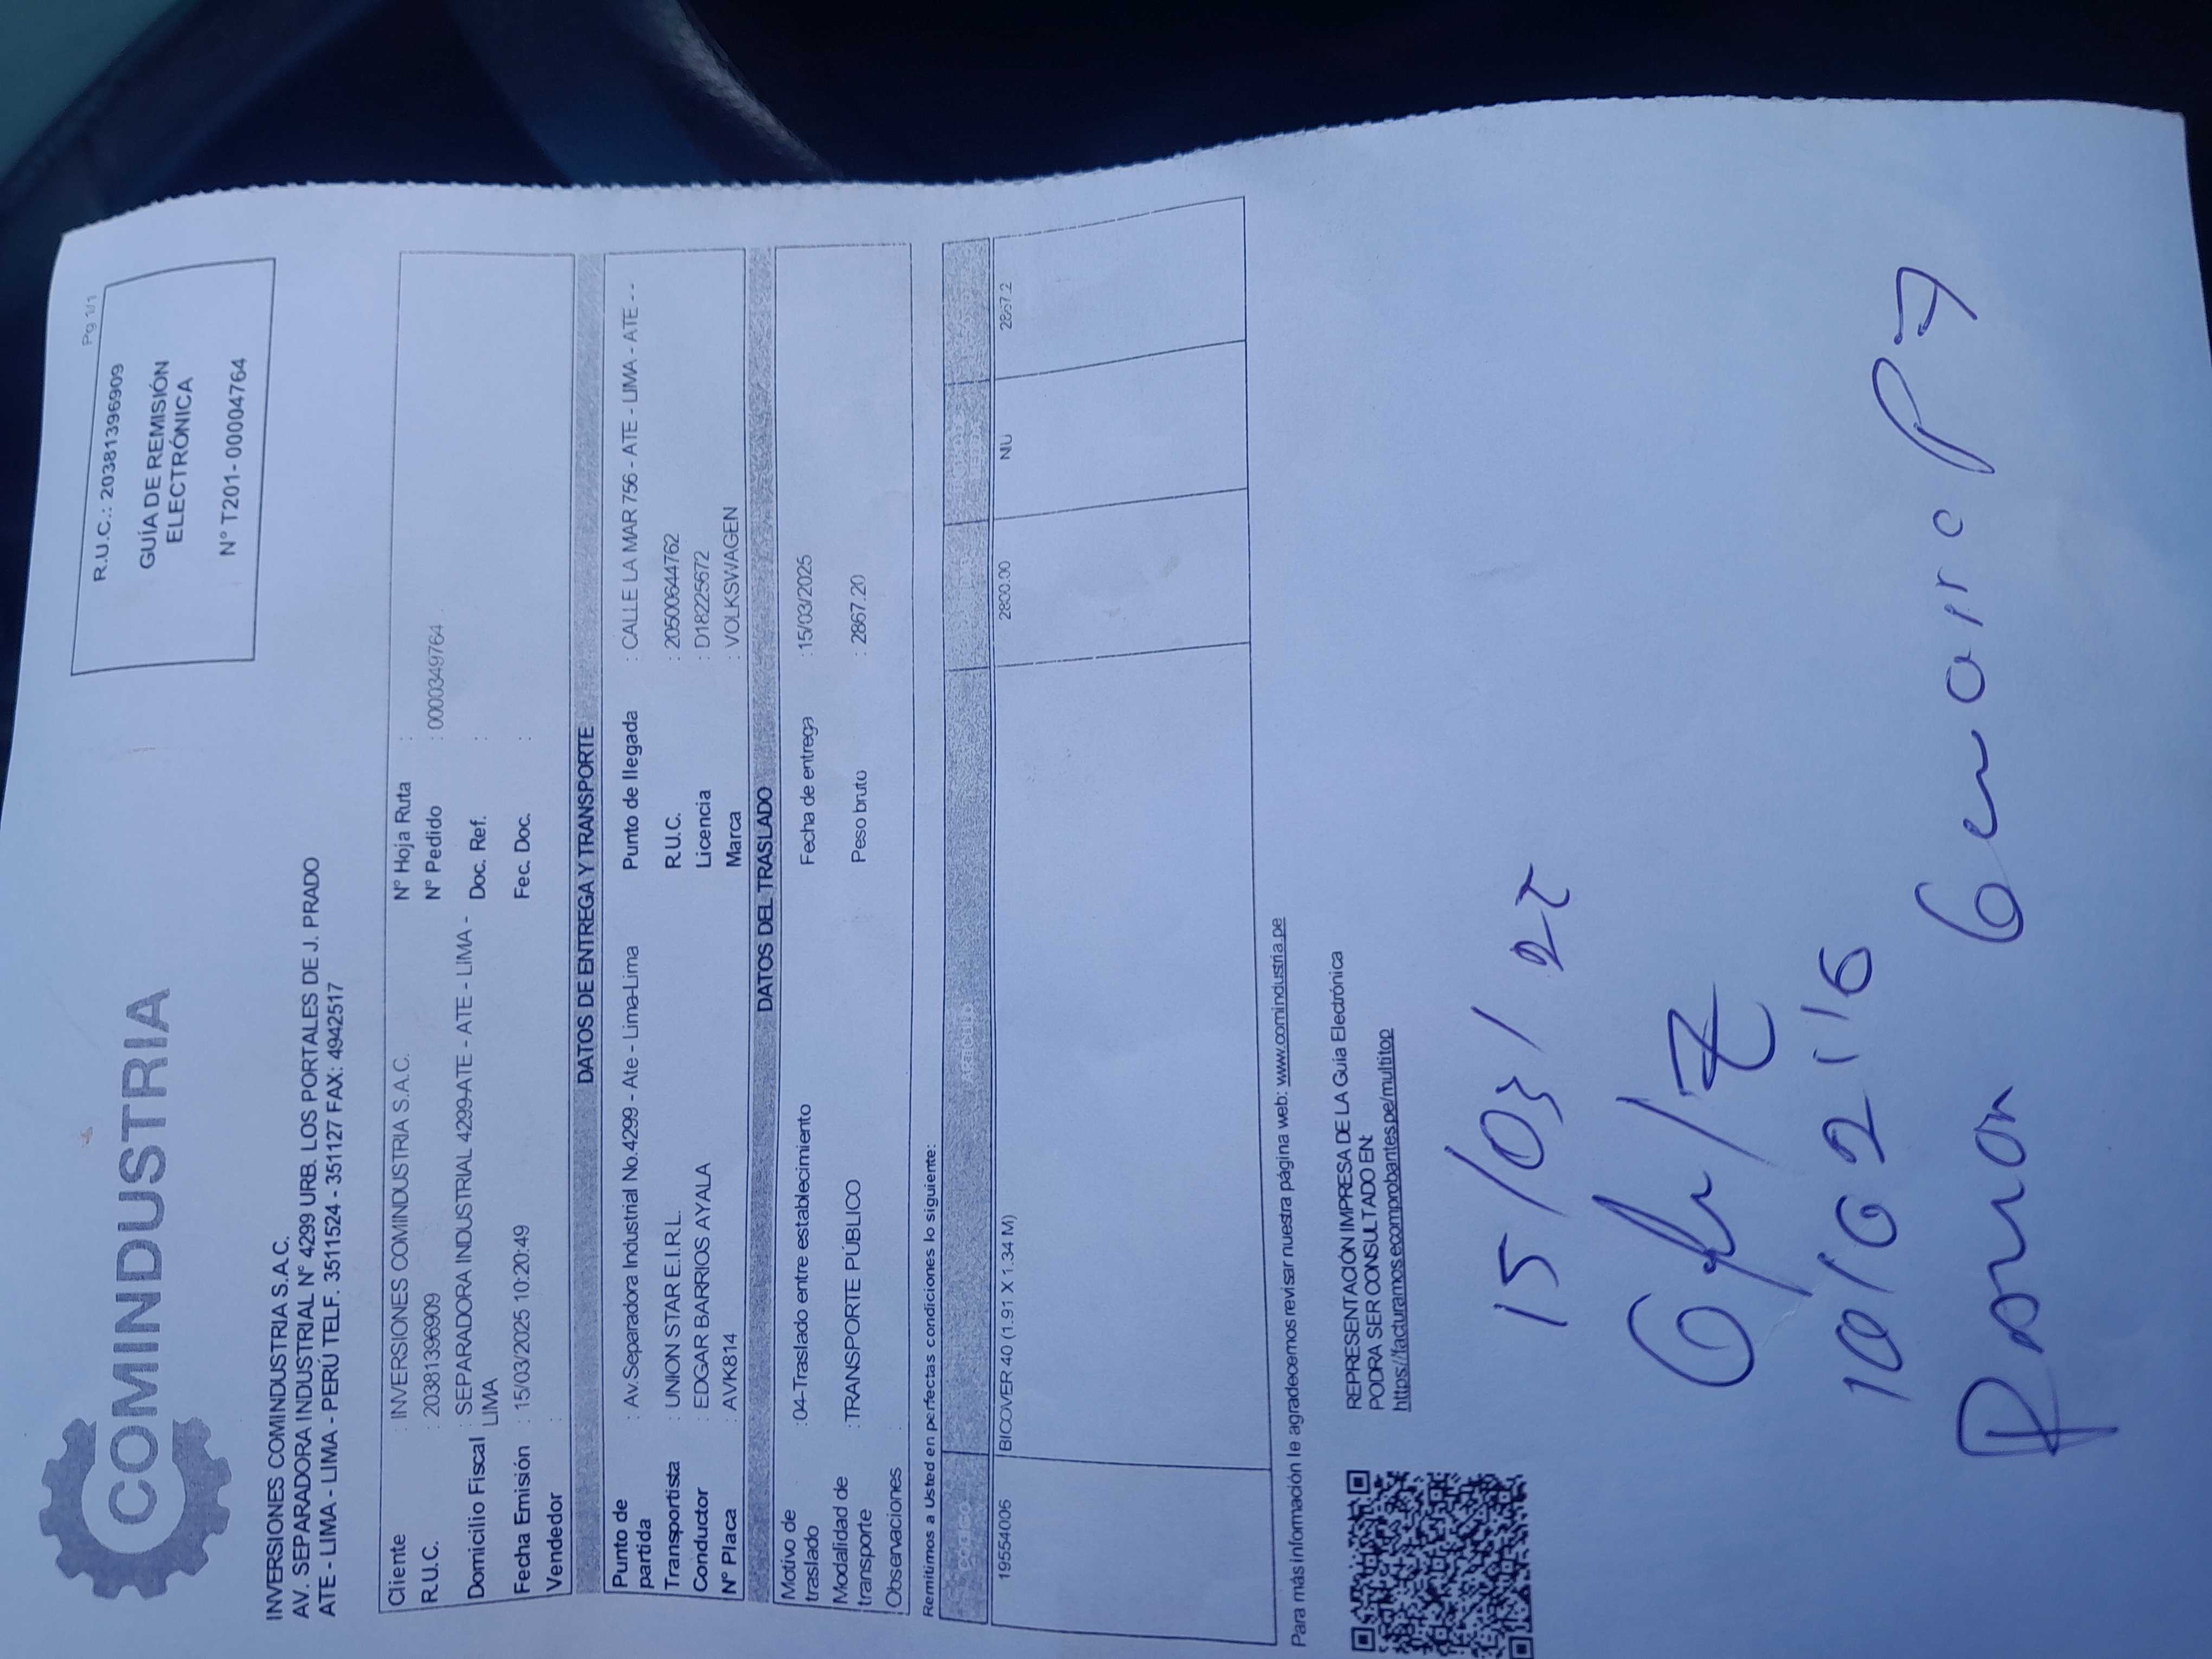 Pg 1/1
COMINDUSTRIA
R.U.C.: 20381396909
GUÍA DE REMISIÓN
ELECTRÓNICA
N° T201-00004764
INVERSIONES COMINDUSTRIA S.A.C.
AV. SEPARADORA INDUSTRIAL N° 4299 URB. LOS PORTALES DE J. PRADO
ATE - LIMA - LIMA - PERÚ TELF. 3511524 - 351127 FAX: 4942517
Cliente : INVERSIONES COMINDUSTRIA S.A.C. N° Hoja Ruta :
R.U.C. : 20381396909 N° Pedido : 0000349764
Domicilio Fiscal : SEPARADORA INDUSTRIAL 4299-ATE - ATE - LIMA - LIMA Doc. Ref. :
Fecha Emisión : 15/03/2025 10:20:49 Fec. Doc. :
Vendedor :
DATOS DE ENTREGA Y TRANSPORTE
Punto de partida : Av.Separadora Industrial No.4299 - Ate - Lima-Lima Punto de llegada : CALLE LA MAR 756 - ATE - LIMA - ATE - -
Transportista : UNION STAR E.I.R.L. R.U.C. : 20500644762
Conductor : EDGAR BARRIOS AYALA Licencia : D18225672
N° Placa : AVK814 Marca : VOLKSWAGEN
DATOS DEL TRASLADO
Motivo de traslado : 04-Traslado entre establecimiento Fecha de entrega : 15/03/2025
Modalidad de transporte : TRANSPORTE PÚBLICO Peso bruto : 2867.20
Observaciones :
Remitimos a Usted en perfectas condiciones lo siguiente:
CODIGO ARTICULO
19554006 BICOVER 40 (1.91 X 1.34 M) 2800.00 NIU 2867.2
Para más información le agradecemos revisar nuestra página web: www.comindustria.pe
REPRESENTACIÓN IMPRESA DE LA Guía Electrónica
PODRA SER CONSULTADO EN:
https://facturamos.ecomprobantes.pe/multitop
15/03/25